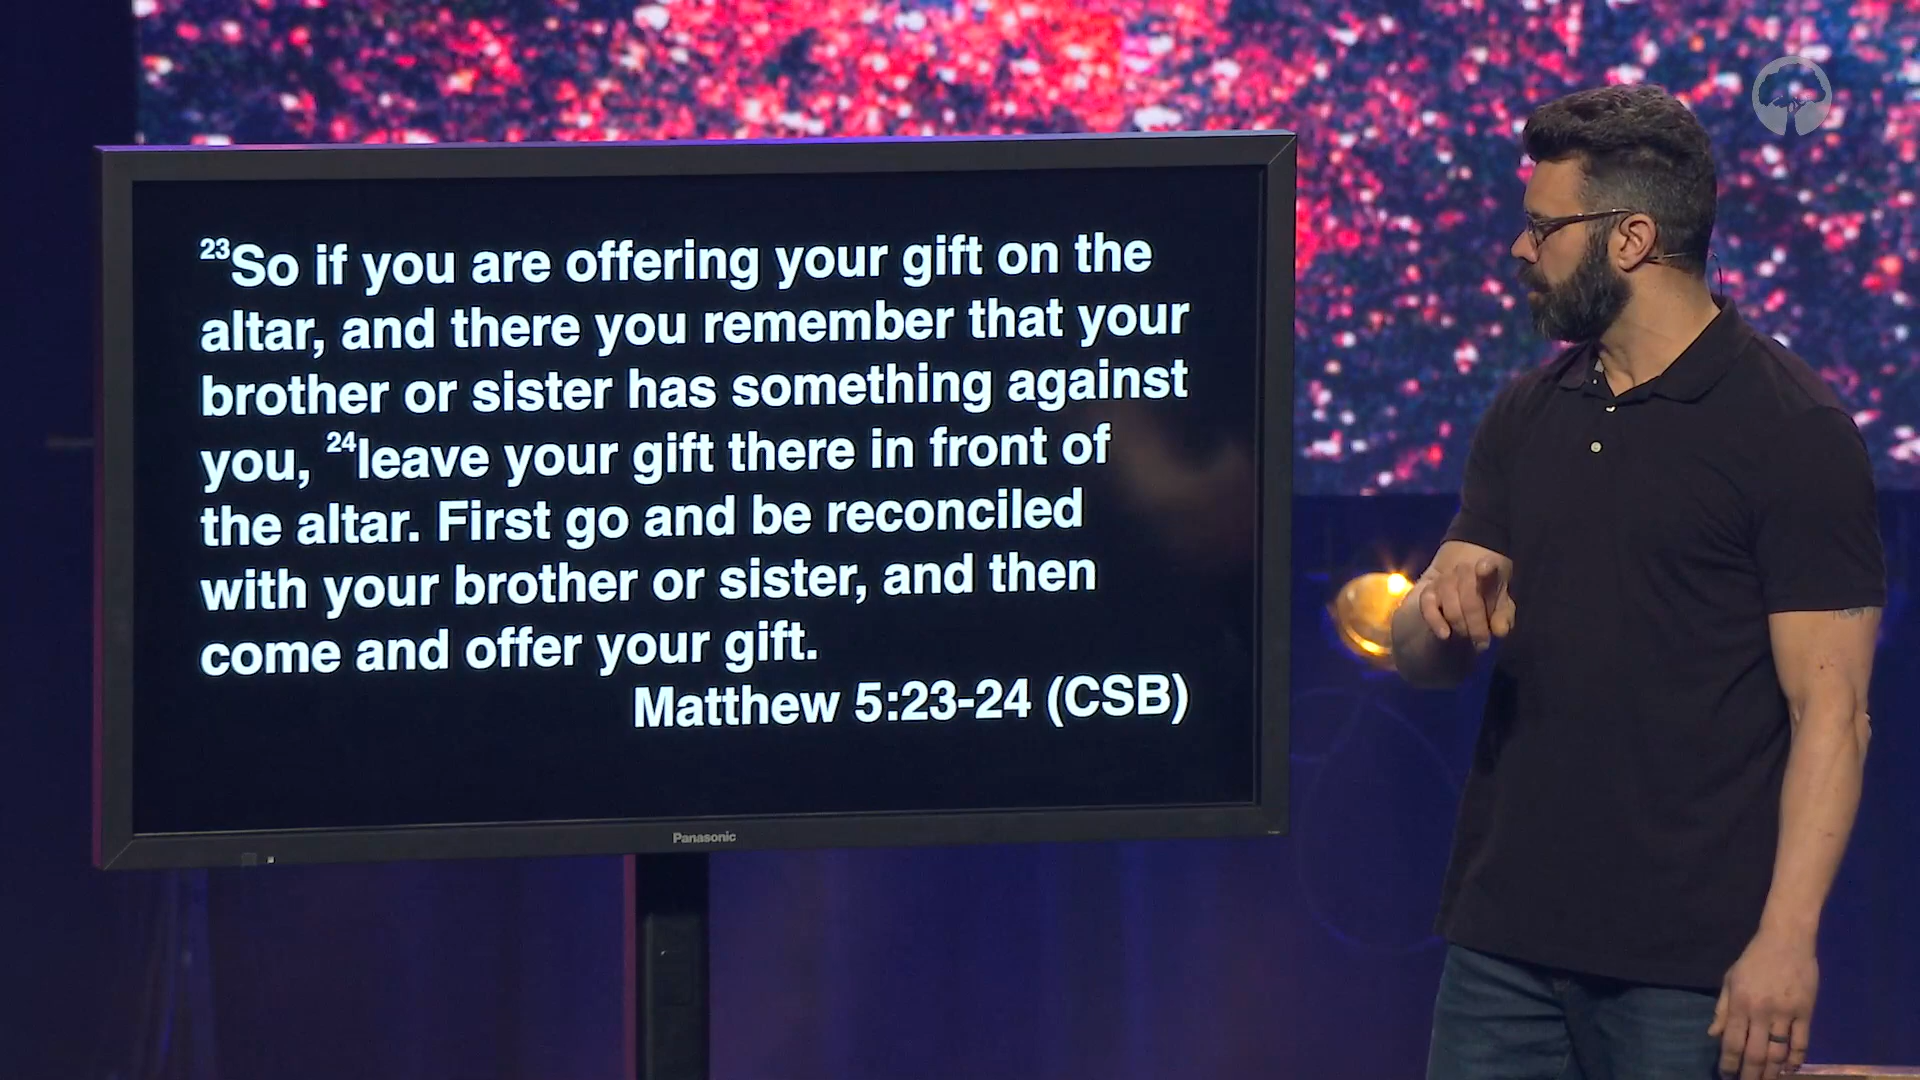 ²³So if you are offering your gift on the
altar, and there you remember that your
brother or sister has something against
you, ²⁴leave your gift there in front of
the altar. First go and be reconciled
with your brother or sister, and then
come and offer your gift.
Matthew 5:23-24 (CSB)
Panasonic